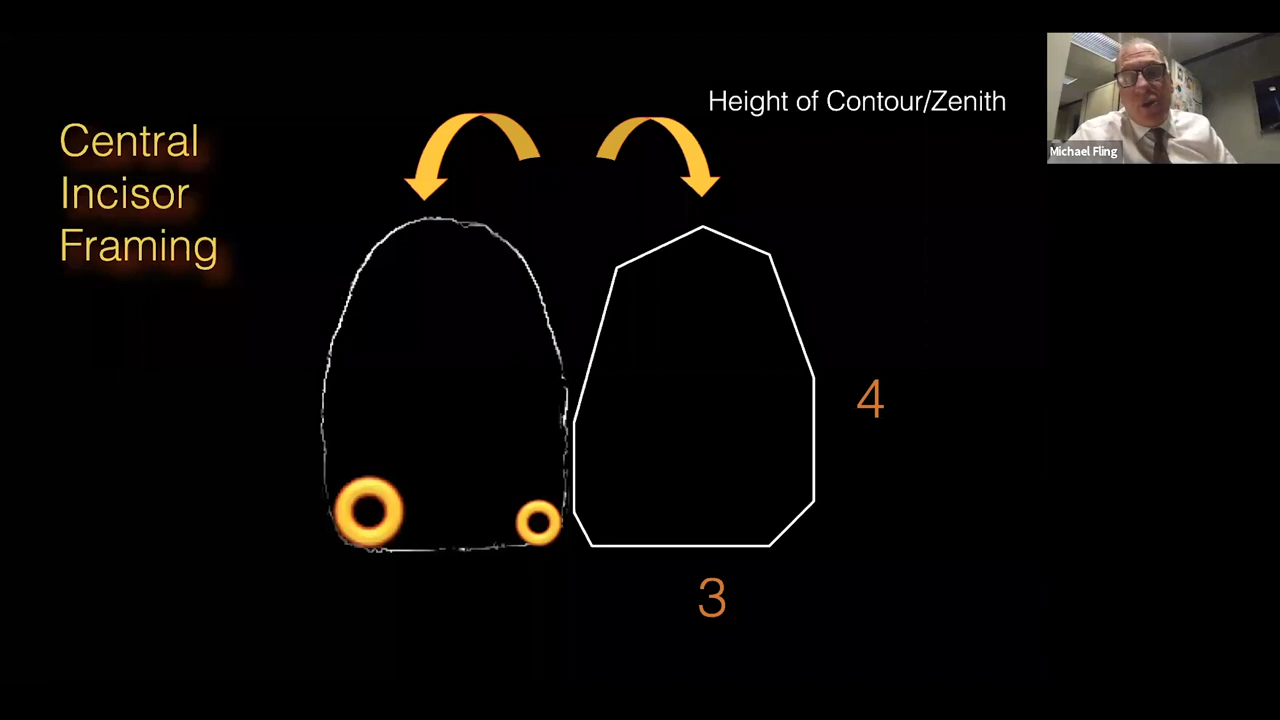 Central
Incisor
Framing
Height of Contour/Zenith
Michael Fling
4
3